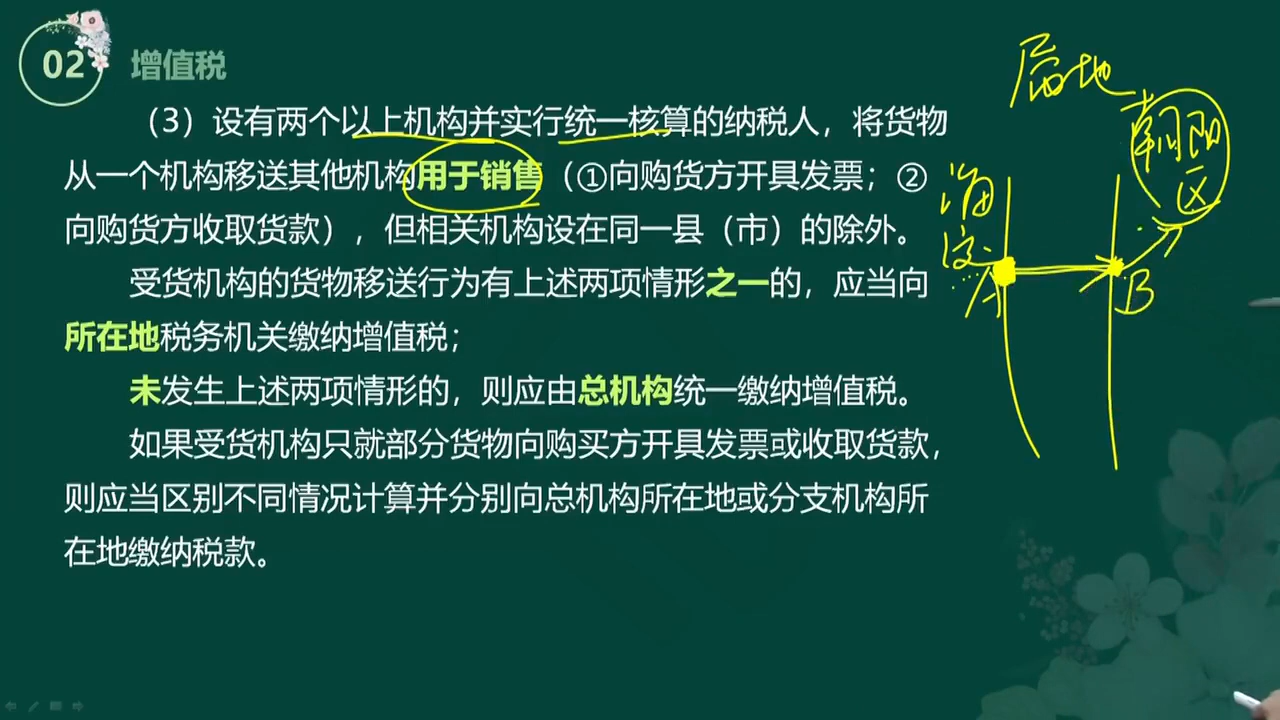 02 增值税
（3）设有两个以上机构并实行统一核算的纳税人，将货物
从一个机构移送其他机构用于销售（①向购货方开具发票；②
向购货方收取货款），但相关机构设在同一县（市）的除外。
受货机构的货物移送行为有上述两项情形之一的，应当向
所在地税务机关缴纳增值税；
未发生上述两项情形的，则应由总机构统一缴纳增值税。
如果受货机构只就部分货物向购买方开具发票或收取货款，
则应当区别不同情况计算并分别向总机构所在地或分支机构所
在地缴纳税款。
属地
朝阳
区
海
A
B